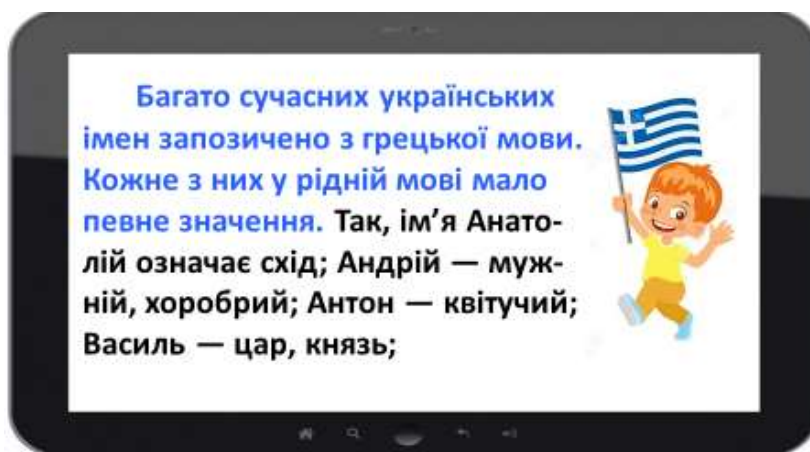 Багато сучасних українських
імен запозичено з грецької мови.
Кожне з них у рідній мові мало
певне значення. Так, ім’я Анато-
лій означає схід; Андрій — муж-
ній, хоробрий; Антон — квітучий;
Василь — цар, князь;